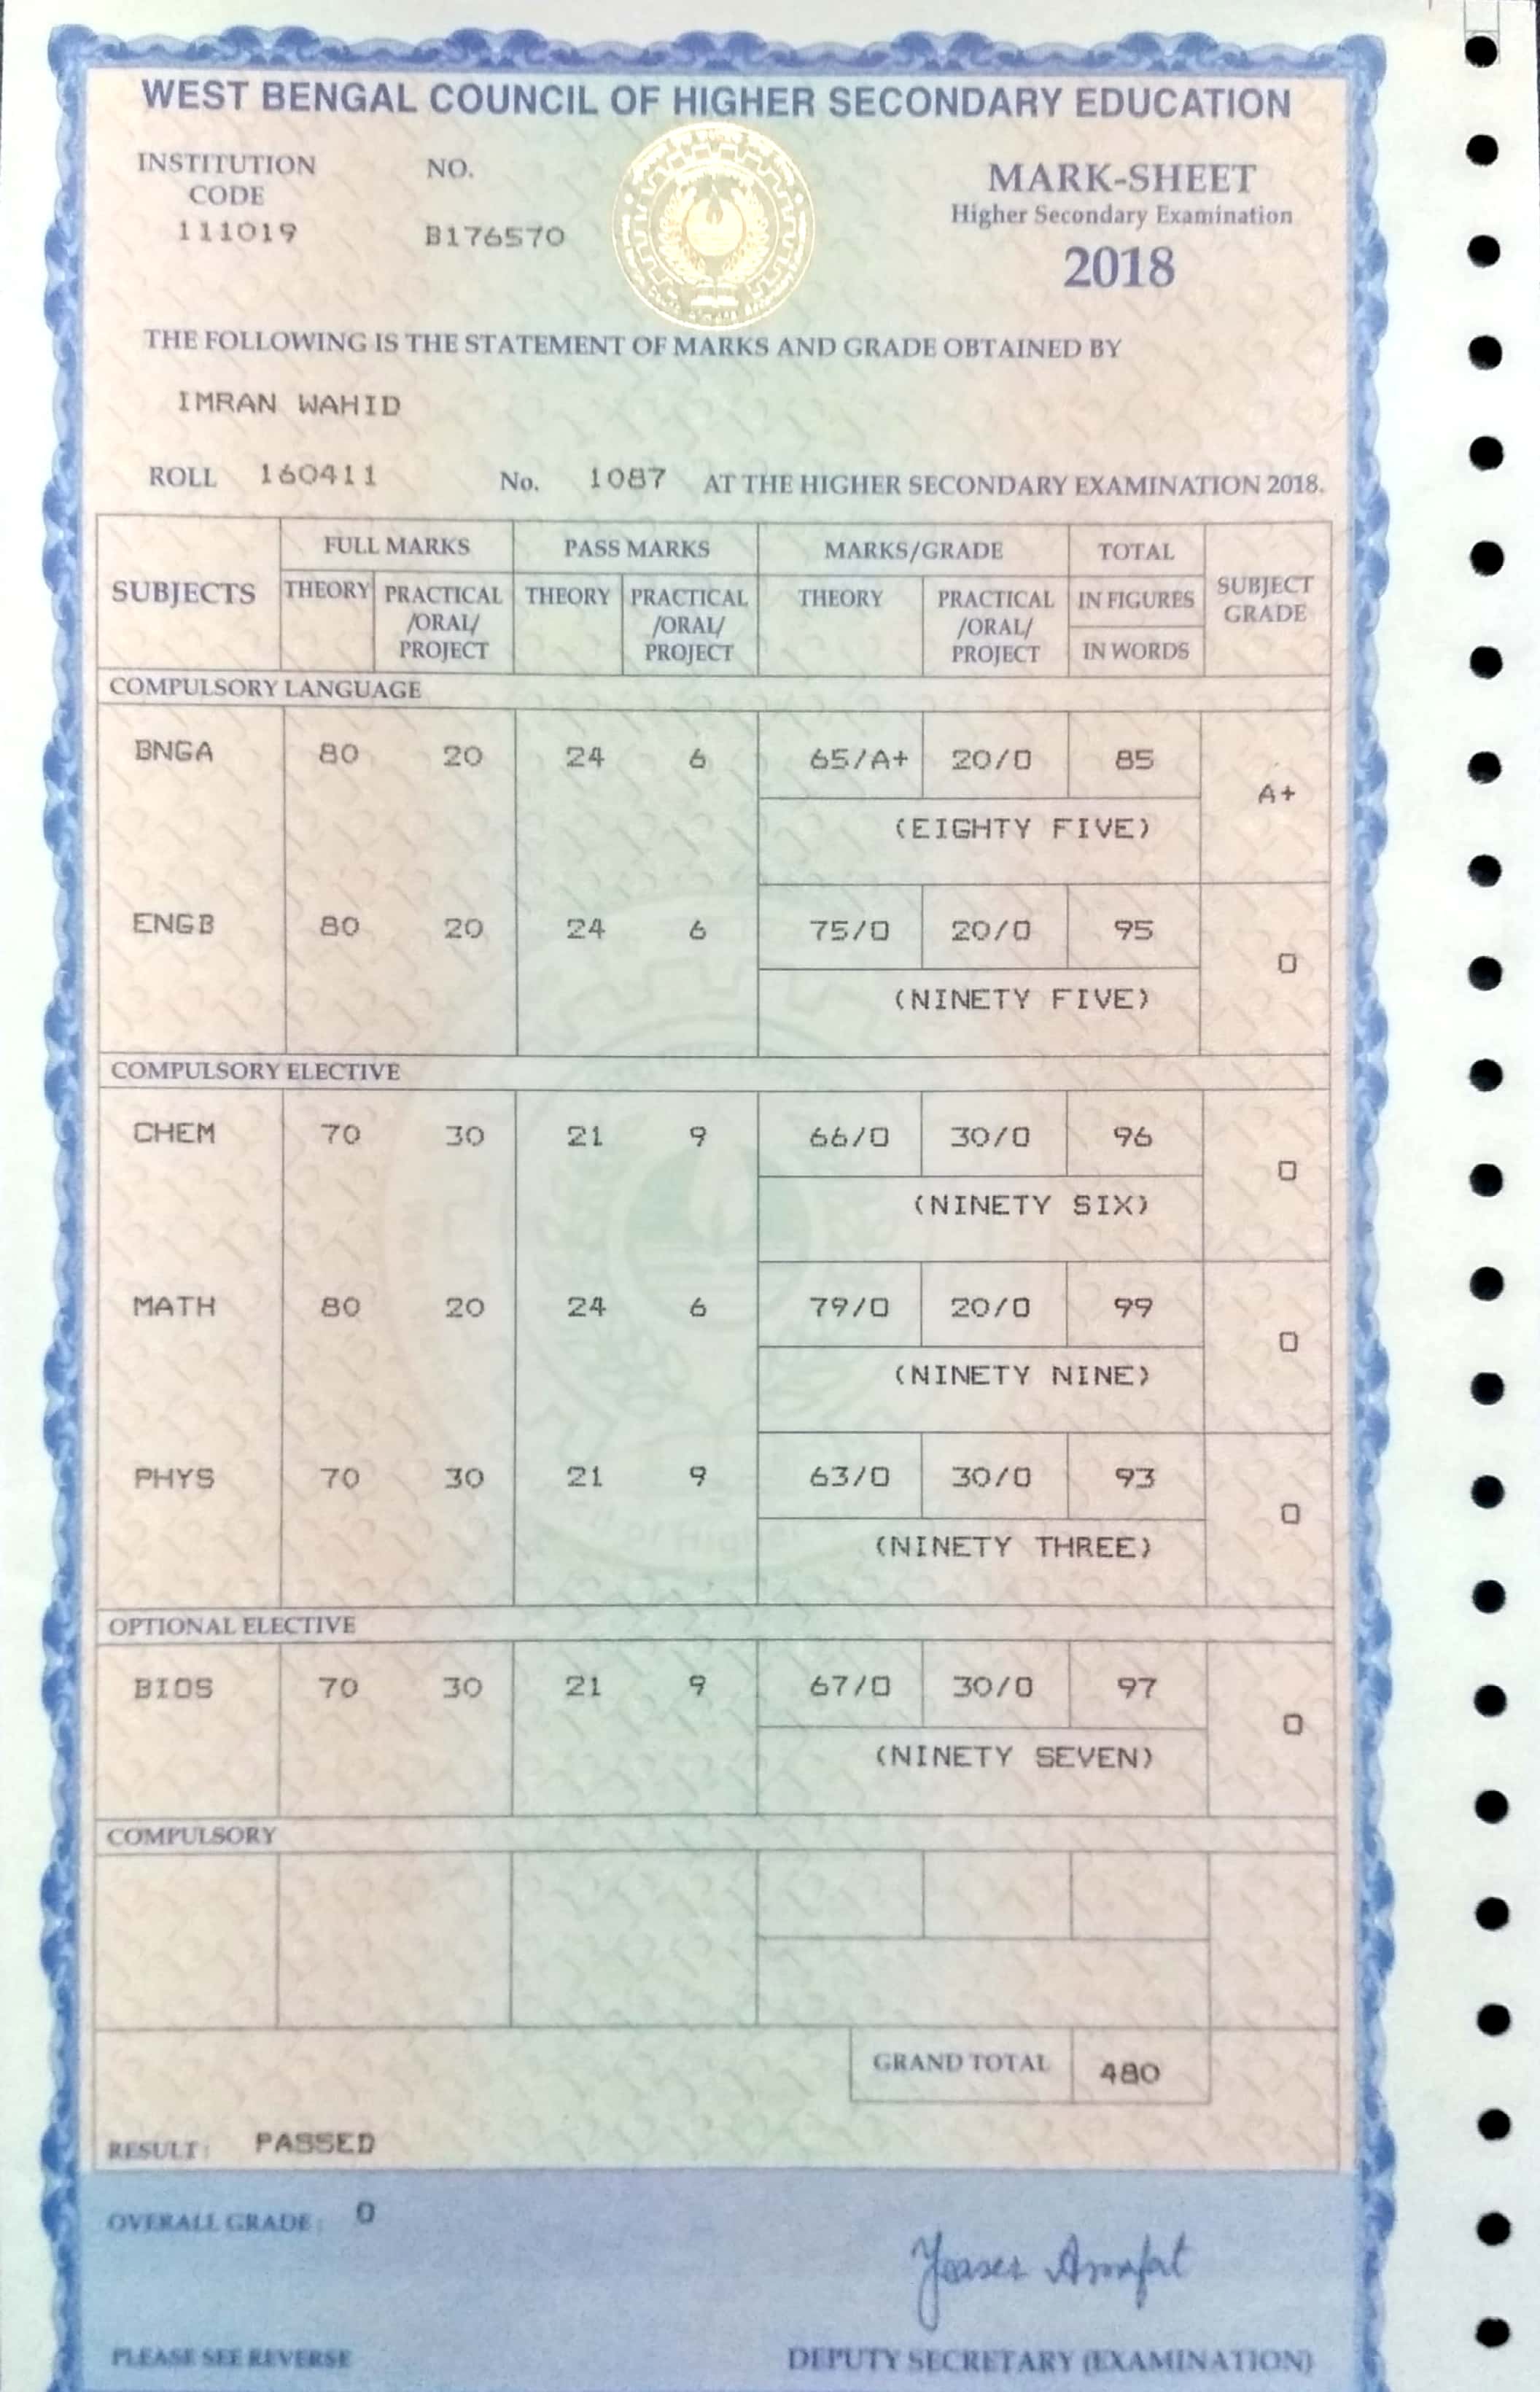 WEST BENGAL COUNCIL OF HIGHER SECONDARY EDUCATION
INSTITUTION CODE NO.
111019 B176570
MARK-SHEET
Higher Secondary Examination
2018
THE FOLLOWING IS THE STATEMENT OF MARKS AND GRADE OBTAINED BY
IMRAN WAHID
ROLL 160411 No. 1087 AT THE HIGHER SECONDARY EXAMINATION 2018.
SUBJECTS FULL MARKS PASS MARKS MARKS/GRADE TOTAL SUBJECT GRADE
THEORY PRACTICAL /ORAL/ PROJECT THEORY PRACTICAL /ORAL/ PROJECT THEORY PRACTICAL /ORAL/ PROJECT IN FIGURES
IN WORDS
COMPULSORY LANGUAGE
BNGA 80 20 24 6 65/A+ 20/O 85 A+
(EIGHTY FIVE)
ENGB 80 20 24 6 75/O 20/O 95 O
(NINETY FIVE)
COMPULSORY ELECTIVE
CHEM 70 30 21 9 66/O 30/O 96 O
(NINETY SIX)
MATH 80 20 24 6 79/O 20/O 99 O
(NINETY NINE)
PHYS 70 30 21 9 63/O 30/O 93 O
(NINETY THREE)
OPTIONAL ELECTIVE
BIOS 70 30 21 9 67/O 30/O 97 O
(NINETY SEVEN)
COMPULSORY
GRAND TOTAL 480
RESULT: PASSED
OVERALL GRADE: O
Yeaser Arrafat
PLEASE SEE REVERSE DEPUTY SECRETARY (EXAMINATION)